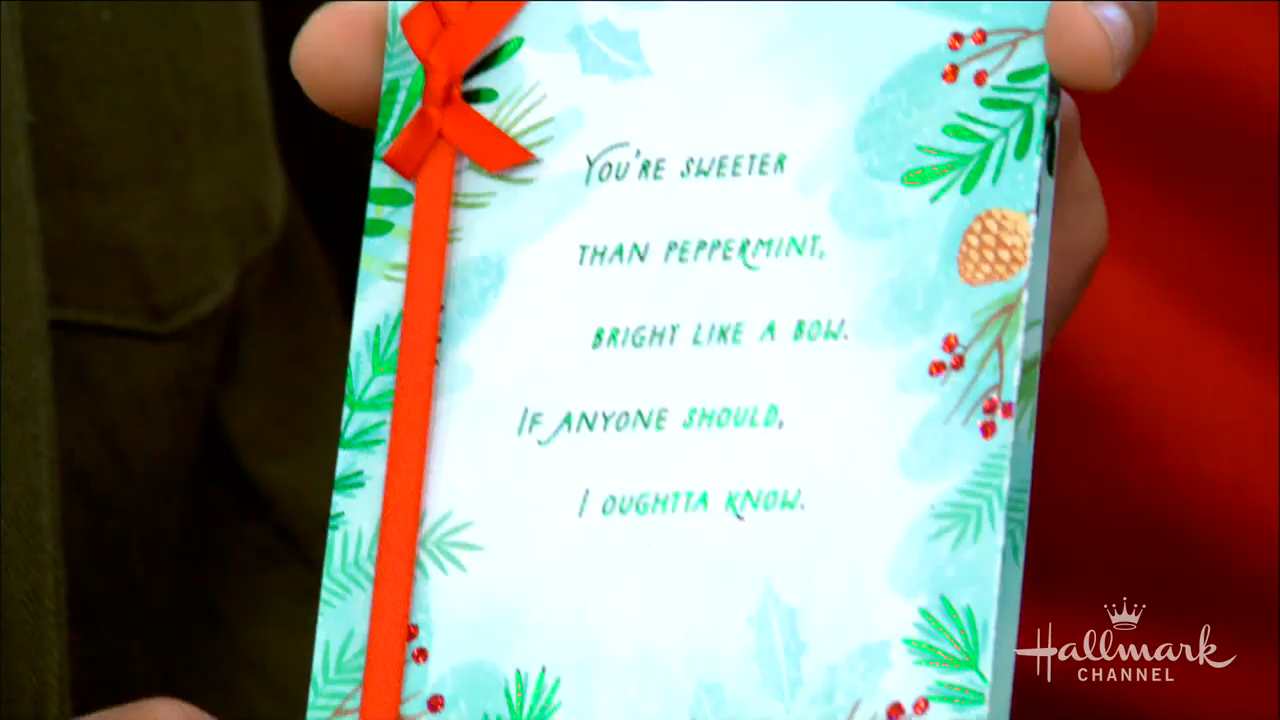 You're sweeter
than peppermint,
bright like a bow.
If anyone should,
I oughtta know.
Hallmark
CHANNEL